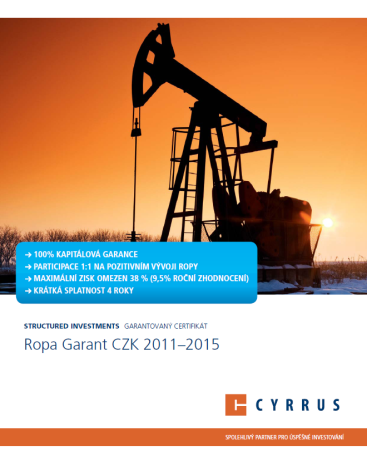 → 100% KAPITÁLOVÁ GARANCE
→ PARTICIPACE 1:1 NA POZITIVNÍM VÝVOJI ROPY
→ MAXIMÁLNÍ ZISK OMEZEN 38 % (9,5% ROČNÍ ZHODNOCENÍ)
→ KRÁTKÁ SPLATNOST 4 ROKY
STRUCTURED INVESTMENTS GARANTOVANÝ CERTIFIKÁT
Ropa Garant CZK 2011–2015
CYRRUS
SPOLEHLIVÝ PARTNER PRO ÚSPĚŠNÉ INVESTOVÁNÍ